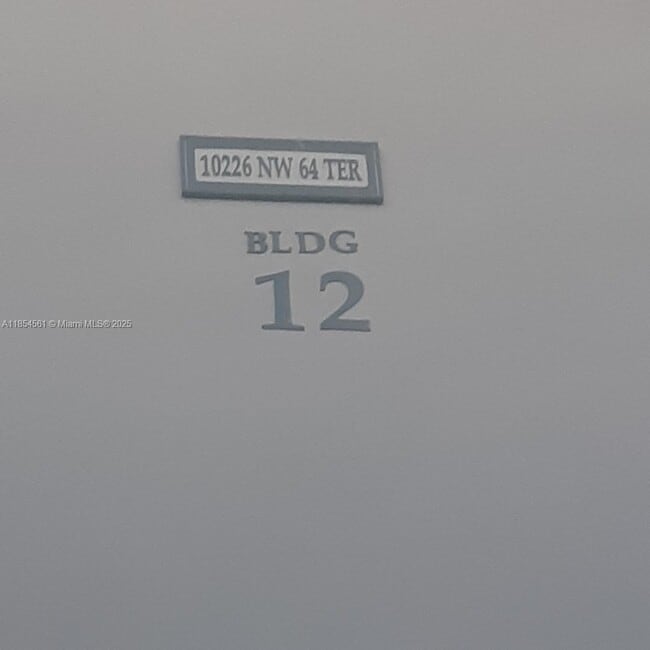 10226 NW 64 TER
BLDG
12
A11854561 © Miami MLS® 2025